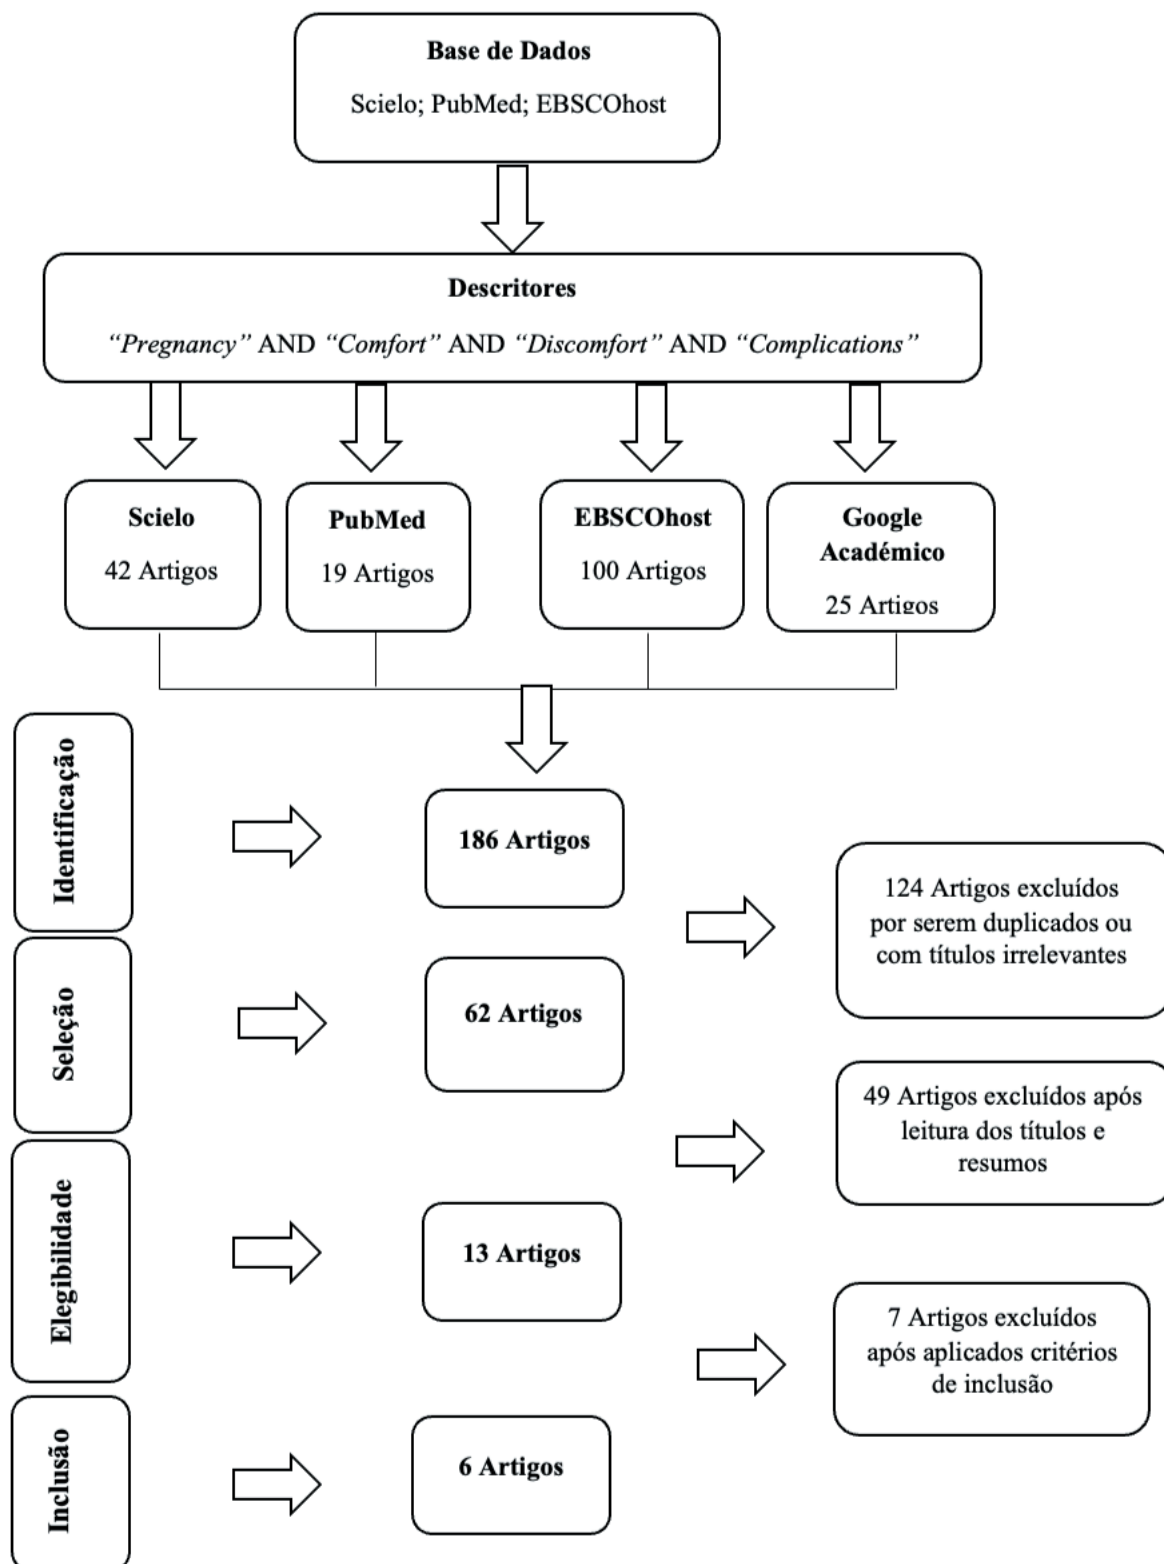 Base de Dados
Scielo; PubMed; EBSCOhost
Descritores
“Pregnancy” AND “Comfort” AND “Discomfort” AND “Complications”
Scielo
42 Artigos
PubMed
19 Artigos
EBSCOhost
100 Artigos
Google
Académico
25 Artigos
Identificação
186 Artigos
124 Artigos excluídos
por serem duplicados ou
com títulos irrelevantes
Seleção
62 Artigos
49 Artigos excluídos após
leitura dos títulos e
resumos
Elegibilidade
13 Artigos
7 Artigos excluídos
após aplicados critérios
de inclusão
Inclusão
6 Artigos